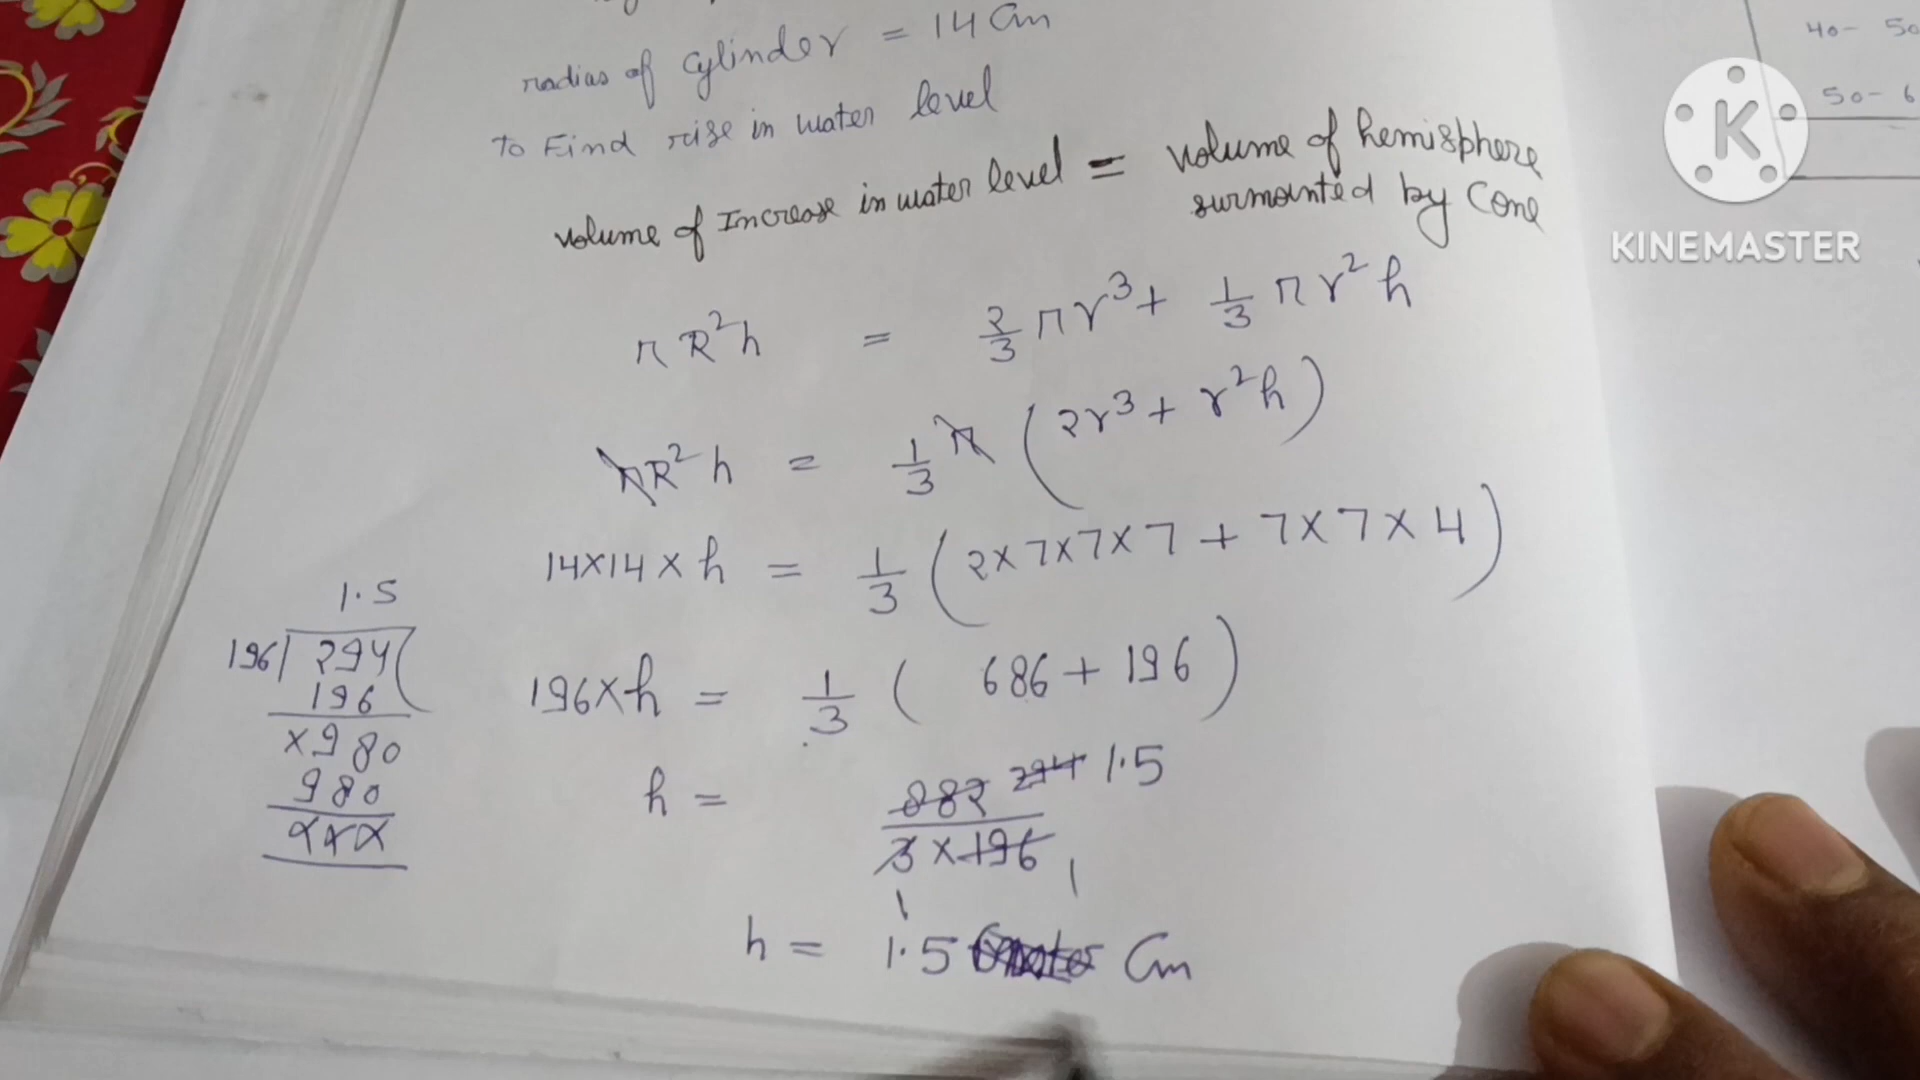 radius of cylinder = 14 Cm
To Find rise in water level
volume of Increase in water level = volume of hemisphere
surmounted by Cone
πR²h = 2/3 πr³ + 1/3 πr²h
πR²h = 1/3 π (2r³ + r²h)
14×14×h = 1/3 (2×7×7×7 + 7×7×4)
196×h = 1/3 ( 686 + 196 )
h = 882 294 1.5
3×196
1
1
h = 1.5 Cm
1.5
196 294
196
×980
980
×××
40- 50
50- 6
K
KINEMASTER